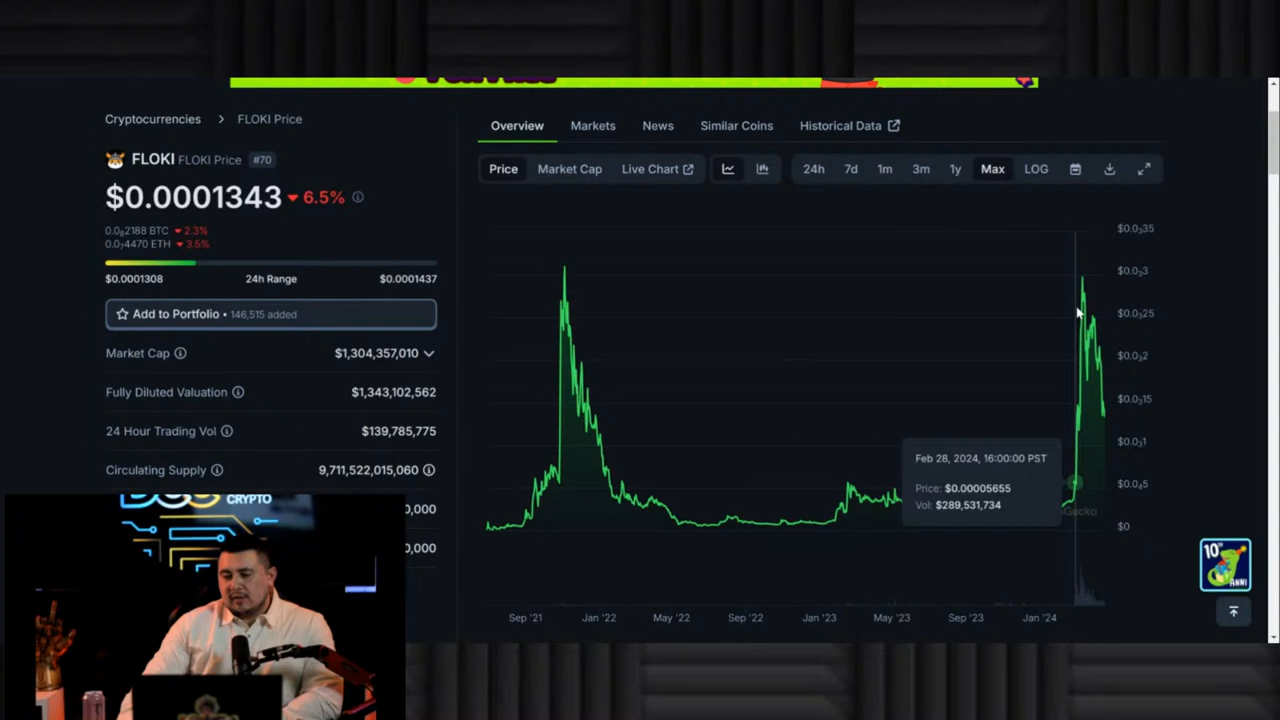 Cryptocurrencies > FLOKI Price
FLOKI FLOKI Price #70
$0.0001343 6.5%
0.0₈2188 BTC 2.3%
0.0₇4470 ETH 3.5%
$0.0001308 24h Range $0.0001437
Add to Portfolio • 146,515 added
Market Cap $1,304,357,010
Fully Diluted Valuation $1,343,102,562
24 Hour Trading Vol $139,785,775
Circulating Supply 9,711,522,015,060
,000
,000
CRYPTO
Overview Markets News Similar Coins Historical Data
Price Market Cap Live Chart 24h 7d 1m 3m 1y Max LOG
$0.0₃35
$0.0₃3
$0.0₃25
$0.0₃2
$0.0₃15
$0.0₃1
$0.0₄5
$0
Feb 28, 2024, 16:00:00 PST
Price: $0.00005655
Vol: $289,531,734
Gecko
Sep '21 Jan '22 May '22 Sep '22 Jan '23 May '23 Sep '23 Jan '24
10TH
ANNI